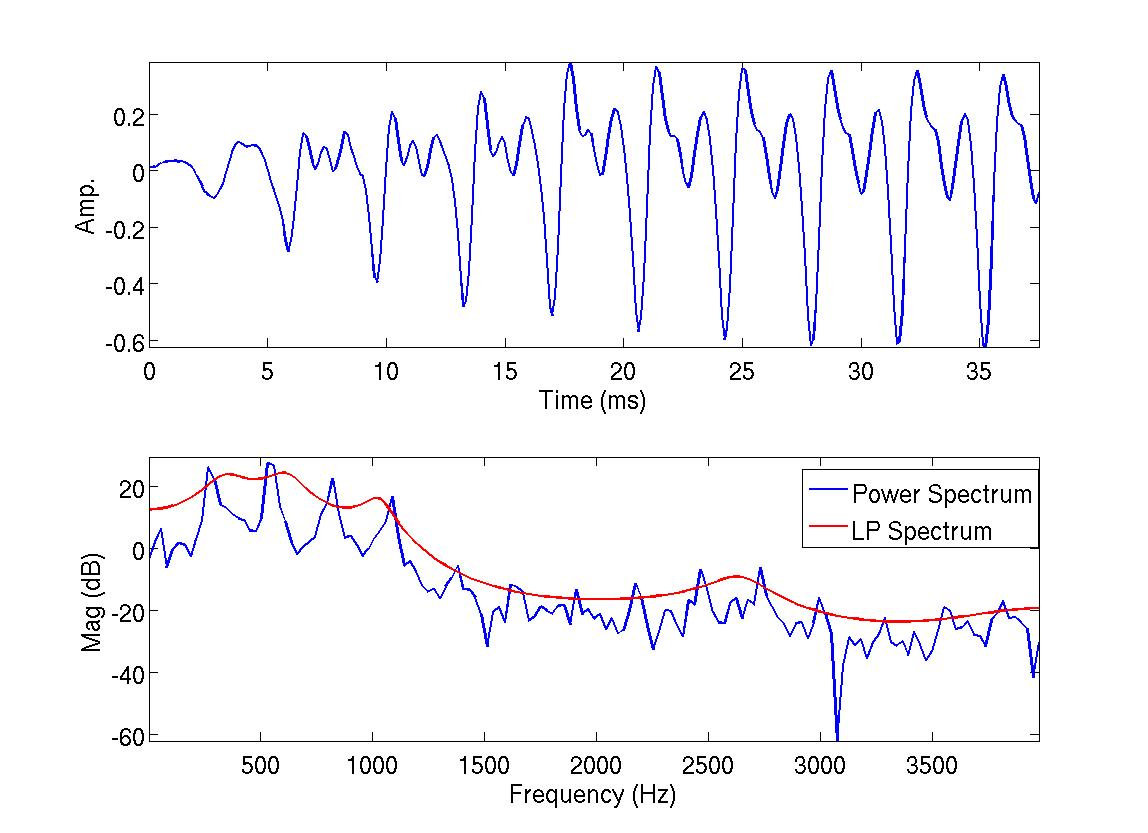 0.2
0
-0.2
-0.4
-0.6
Amp.
0 5 10 15 20 25 30 35
Time (ms)
20
0
-20
-40
-60
Mag (dB)
Power Spectrum
LP Spectrum
500 1000 1500 2000 2500 3000 3500
Frequency (Hz)